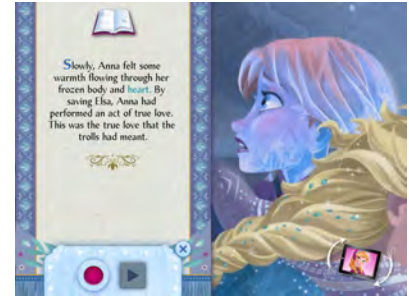 Slowly, Anna felt some
warmth flowing through her
frozen body and heart. By
saving Elsa, Anna had
performed an act of true love.
This was the true love that the
trolls had meant.